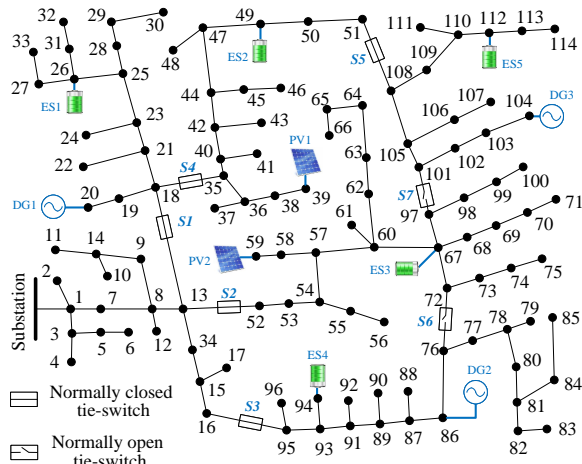 32 29 30
33 31 28
26 25
27 ES1
24 23
22 21
DG1 20 19 18
S4
S1
47 49 50 51
48 ES2
S5
44 45 46
42 43
40 41
35
37 36 38 39
PV1
65 64
66
63
62
61 60
111 110 112 113 114
109 ES5
108
106 107
105 104 DG3
102 103
101
S7
97 98 99 100
67 68 69 70 71
ES3
PV2 59 58 57
11 14 9
2 10
Substation
1 7 8 13
3 5 6 12
4
S2
52 53 54
55 56
34
17
15
16
S3
72 73 74 75
S6
76 77 78 79 85
80
84
81
82 83
ES4 DG2
96 94 92 90 88
95 93 91 89 87 86
Normally closed
tie-switch
Normally open
tie-switch